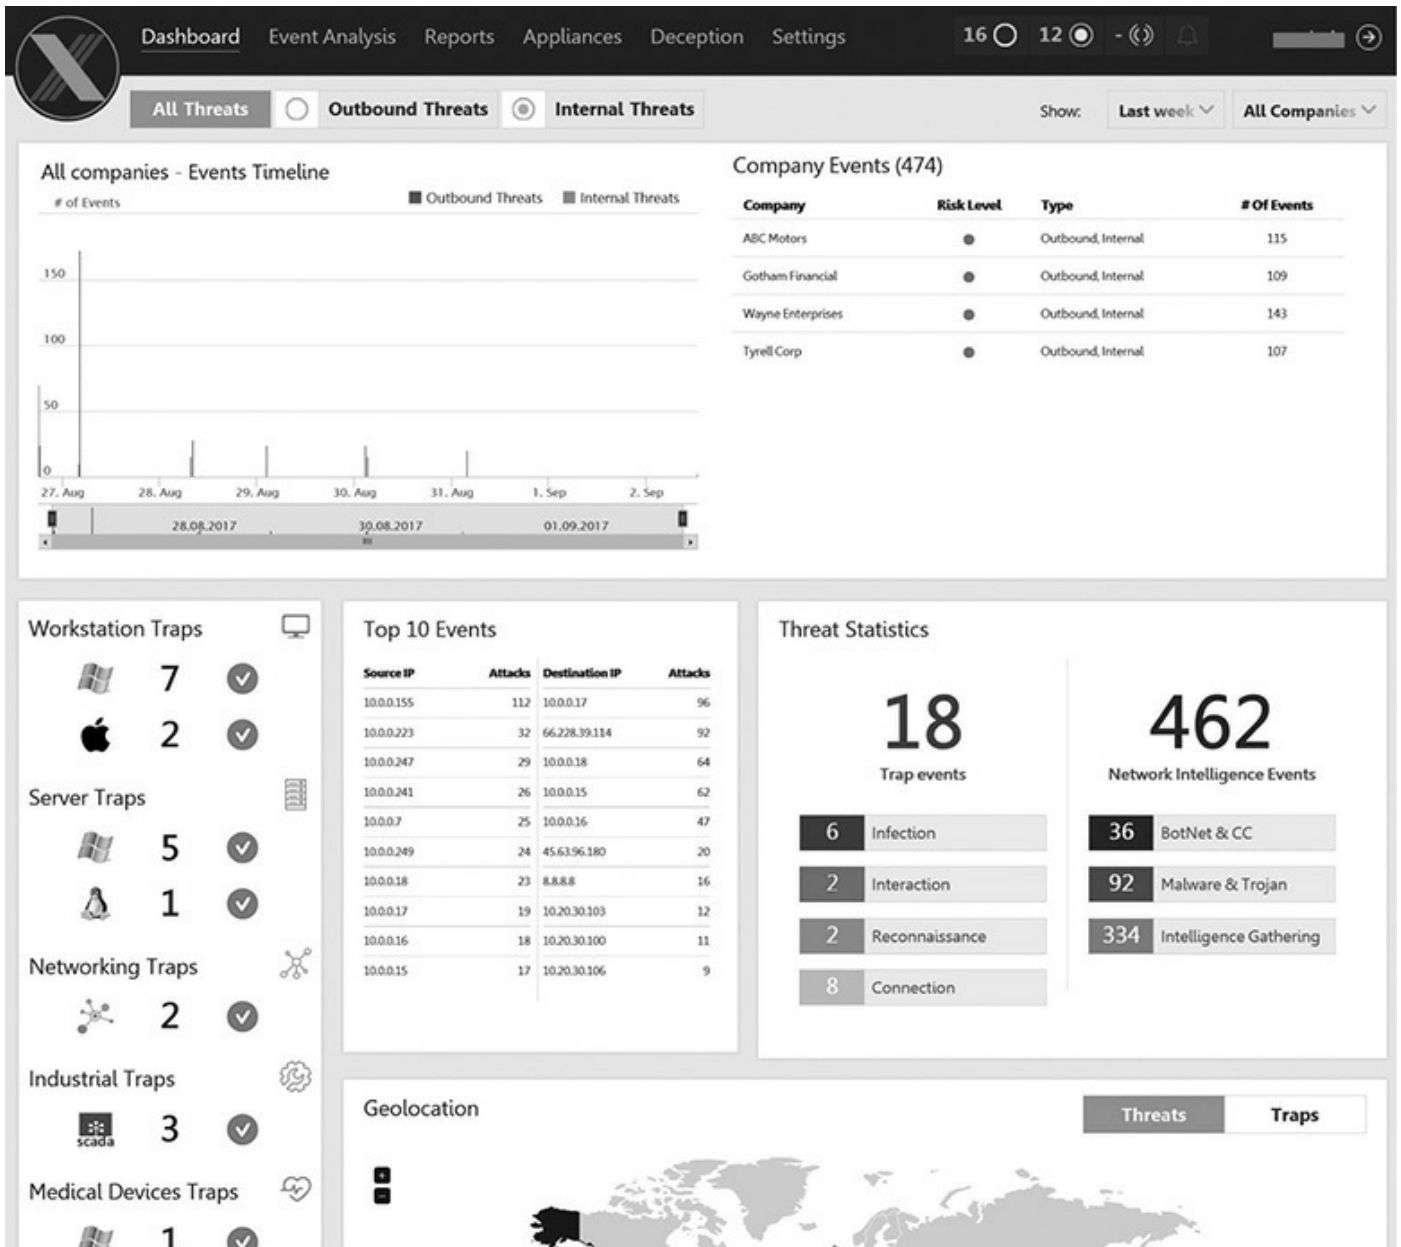 Dashboard Event Analysis Reports Appliances Deception Settings 16 12 -
All Threats Outbound Threats Internal Threats Show: Last week All Companies
All companies - Events Timeline
# of Events
Outbound Threats Internal Threats
150
100
50
0
27. Aug 28. Aug 29. Aug 30. Aug 31. Aug 1. Sep 2. Sep
28.08.2017 30.08.2017 01.09.2017
Company Events (474)
Company Risk Level Type # Of Events
ABC Motors Outbound, Internal 115
Gotham Financial Outbound, Internal 109
Wayne Enterprises Outbound, Internal 143
Tyrell Corp Outbound, Internal 107
Workstation Traps
7
2
Server Traps
5
1
Networking Traps
2
Industrial Traps
scada 3
Medical Devices Traps
1
Top 10 Events
Source IP Attacks Destination IP Attacks
10.0.0.155 112 10.0.0.17 96
10.0.0.223 32 66.228.39.114 92
10.0.0.247 29 10.0.0.18 64
10.0.0.241 26 10.0.0.15 62
10.0.0.7 25 10.0.0.16 47
10.0.0.249 24 45.63.96.180 20
10.0.0.18 23 8.8.8.8 16
10.0.0.17 19 10.20.30.103 12
10.0.0.16 18 10.20.30.100 11
10.0.0.15 17 10.20.30.106 9
Threat Statistics
18
Trap events
6 Infection
2 Interaction
2 Reconnaissance
8 Connection
462
Network Intelligence Events
36 BotNet & CC
92 Malware & Trojan
334 Intelligence Gathering
Geolocation
Threats Traps